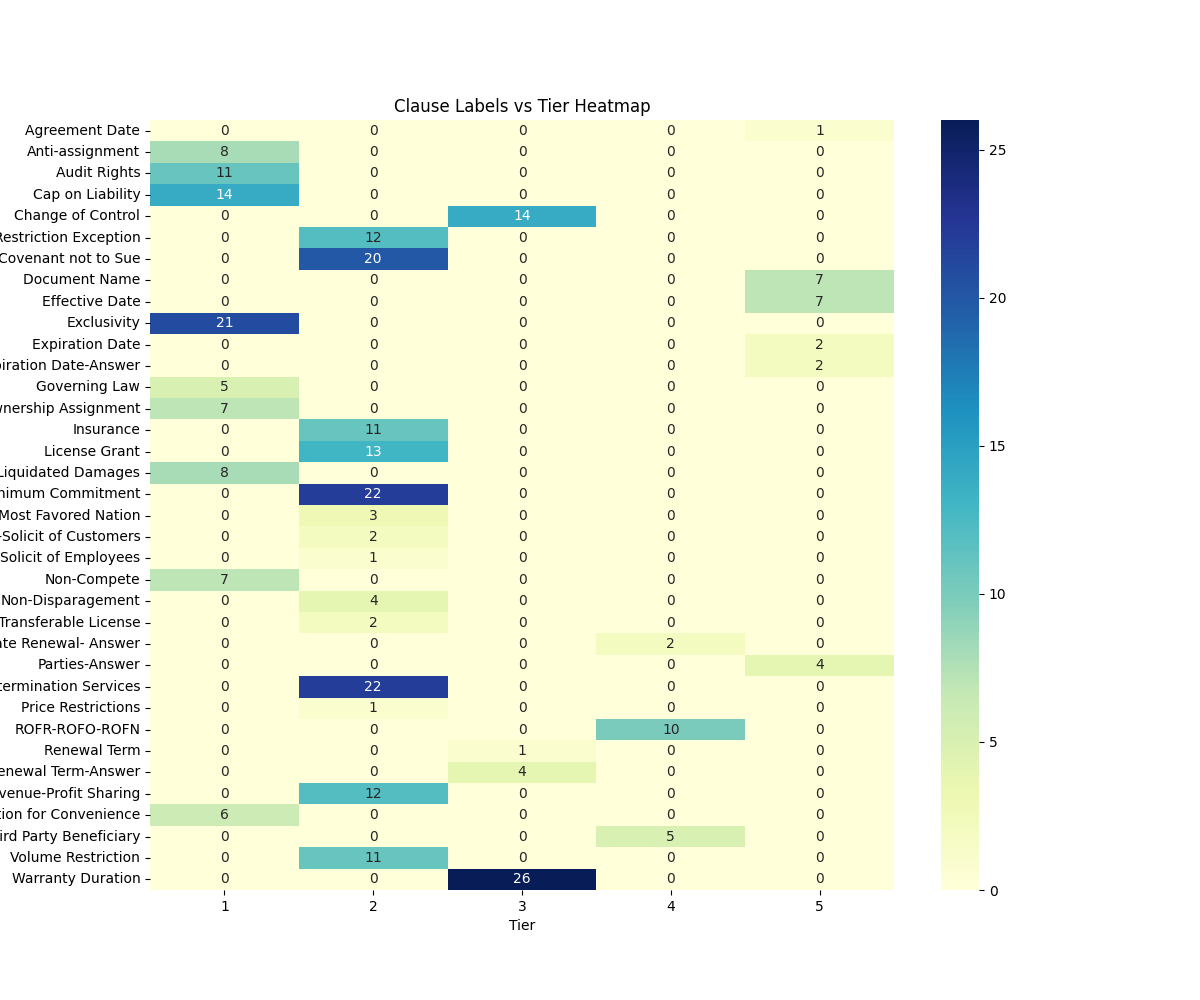 Clause Labels vs Tier Heatmap
Agreement Date 0 0 0 0 1
Anti-assignment 8 0 0 0 0
Audit Rights 11 0 0 0 0
Cap on Liability 14 0 0 0 0
Change of Control 0 0 14 0 0
Restriction Exception 0 12 0 0 0
Covenant not to Sue 0 20 0 0 0
Document Name 0 0 0 0 7
Effective Date 0 0 0 0 7
Exclusivity 21 0 0 0 0
Expiration Date 0 0 0 0 2
iration Date-Answer 0 0 0 0 2
Governing Law 5 0 0 0 0
nership Assignment 7 0 0 0 0
Insurance 0 11 0 0 0
License Grant 0 13 0 0 0
Liquidated Damages 8 0 0 0 0
nimum Commitment 0 22 0 0 0
Most Favored Nation 0 3 0 0 0
-Solicit of Customers 0 2 0 0 0
Solicit of Employees 0 1 0 0 0
Non-Compete 7 0 0 0 0
Non-Disparagement 0 4 0 0 0
Transferable License 0 2 0 0 0
ate Renewal- Answer 0 0 0 2 0
Parties-Answer 0 0 0 0 4
termination Services 0 22 0 0 0
Price Restrictions 0 1 0 0 0
ROFR-ROFO-ROFN 0 0 0 10 0
Renewal Term 0 0 1 0 0
enewal Term-Answer 0 0 4 0 0
venue-Profit Sharing 0 12 0 0 0
tion for Convenience 6 0 0 0 0
ird Party Beneficiary 0 0 0 5 0
Volume Restriction 0 11 0 0 0
Warranty Duration 0 0 26 0 0
1 2 3 4 5
Tier
25
20
15
10
5
0